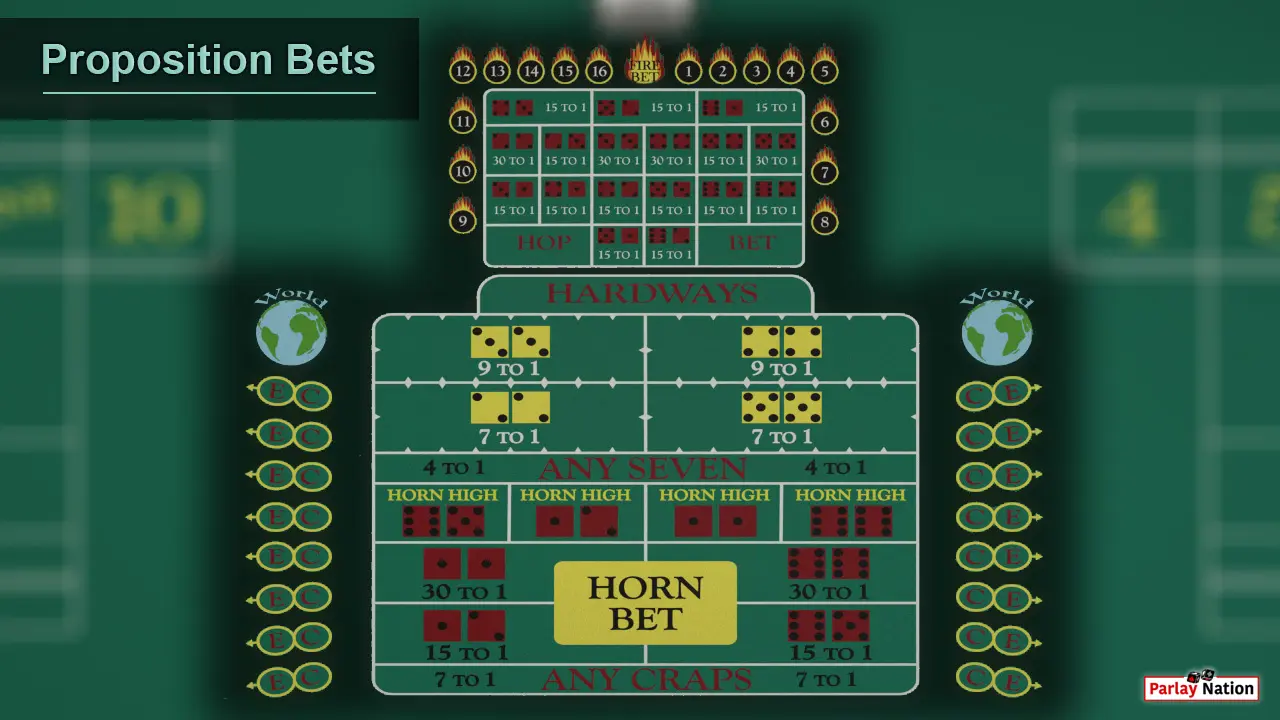 Proposition Bets
12 13 14 15 16 FIRE BET 1 2 3 4 5
15 TO 1 15 TO 1 15 TO 1
11 6
30 TO 1 15 TO 1 30 TO 1 30 TO 1 15 TO 1 30 TO 1
10 7
15 TO 1 15 TO 1 15 TO 1 15 TO 1 15 TO 1 15 TO 1
9 8
HOP BET
15 TO 1 15 TO 1
10 4
World World
HARDWAYS
9 TO 1 9 TO 1
7 TO 1 7 TO 1
4 TO 1 ANY SEVEN 4 TO 1
HORN HIGH HORN HIGH HORN HIGH HORN HIGH
30 TO 1 HORN BET 30 TO 1
15 TO 1 15 TO 1
7 TO 1 ANY CRAPS 7 TO 1
E C C E
E C C E
E C C E
E C C E
E C C E
E C C E
E C C E
E C C E
Parlay Nation